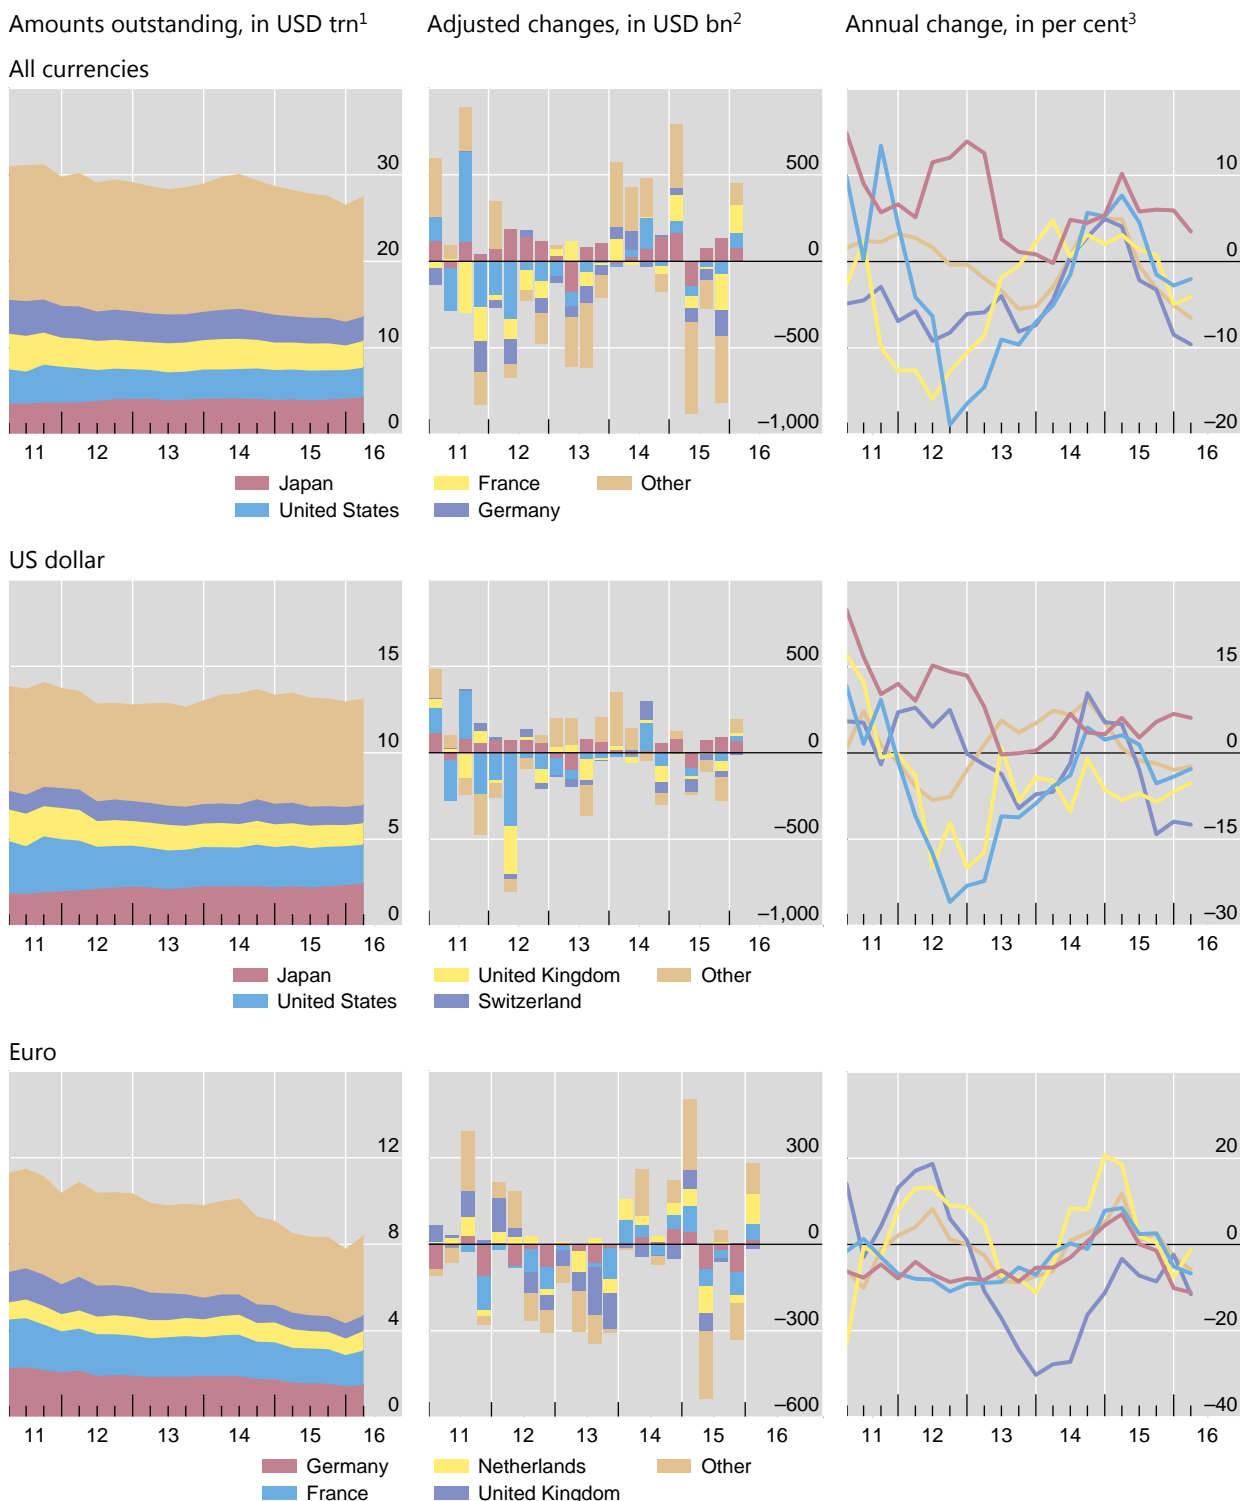 Amounts outstanding, in USD trn1 Adjusted changes, in USD bn2 Annual change, in per cent3
All currencies
30 500 10
20 0 0
10 –500 –10
0 –1,000 –20
11 12 13 14 15 16 11 12 13 14 15 16 11 12 13 14 15 16
Japan France Other
United States Germany
US dollar
15 500 15
10 0 0
5 –500 –15
0 –1,000 –30
11 12 13 14 15 16 11 12 13 14 15 16 11 12 13 14 15 16
Japan United Kingdom Other
United States Switzerland
Euro
12 300 20
8 0 0
4 –300 –20
0 –600 –40
11 12 13 14 15 16 11 12 13 14 15 16 11 12 13 14 15 16
Germany Netherlands Other
France United Kingdom